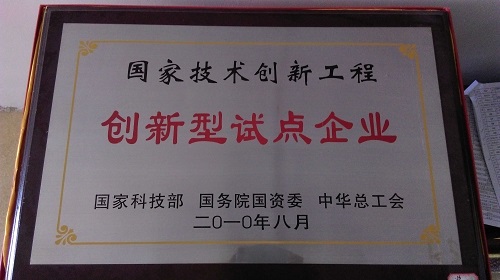 国家技术创新工程
创新型试点企业
国家科技部 国务院国资委 中华总工会
二〇一〇年八月